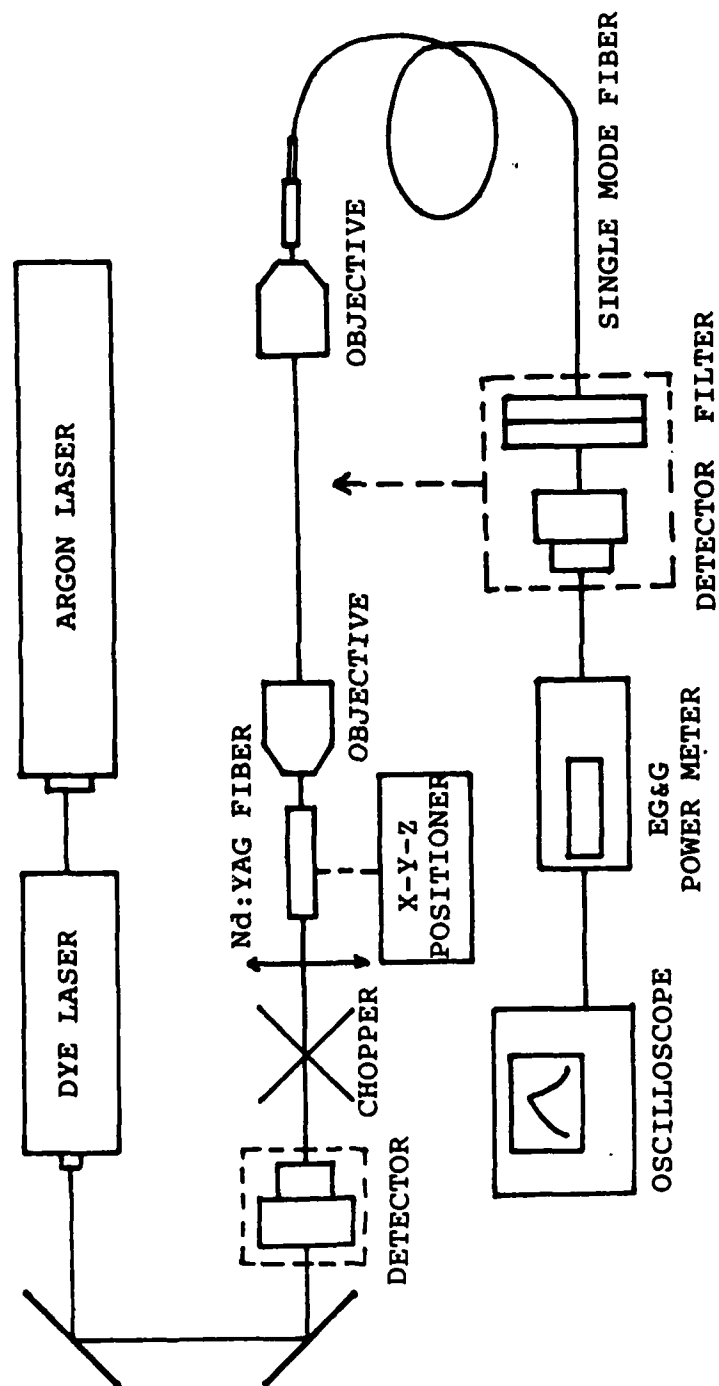 ARGON LASER
DYE LASER
OBJECTIVE
OBJECTIVE
Nd:YAG FIBER
X-Y-Z
POSITIONER
CHOPPER
DETECTOR
SINGLE MODE FIBER
DETECTOR FILTER
EG&G
POWER METER
OSCILLOSCOPE